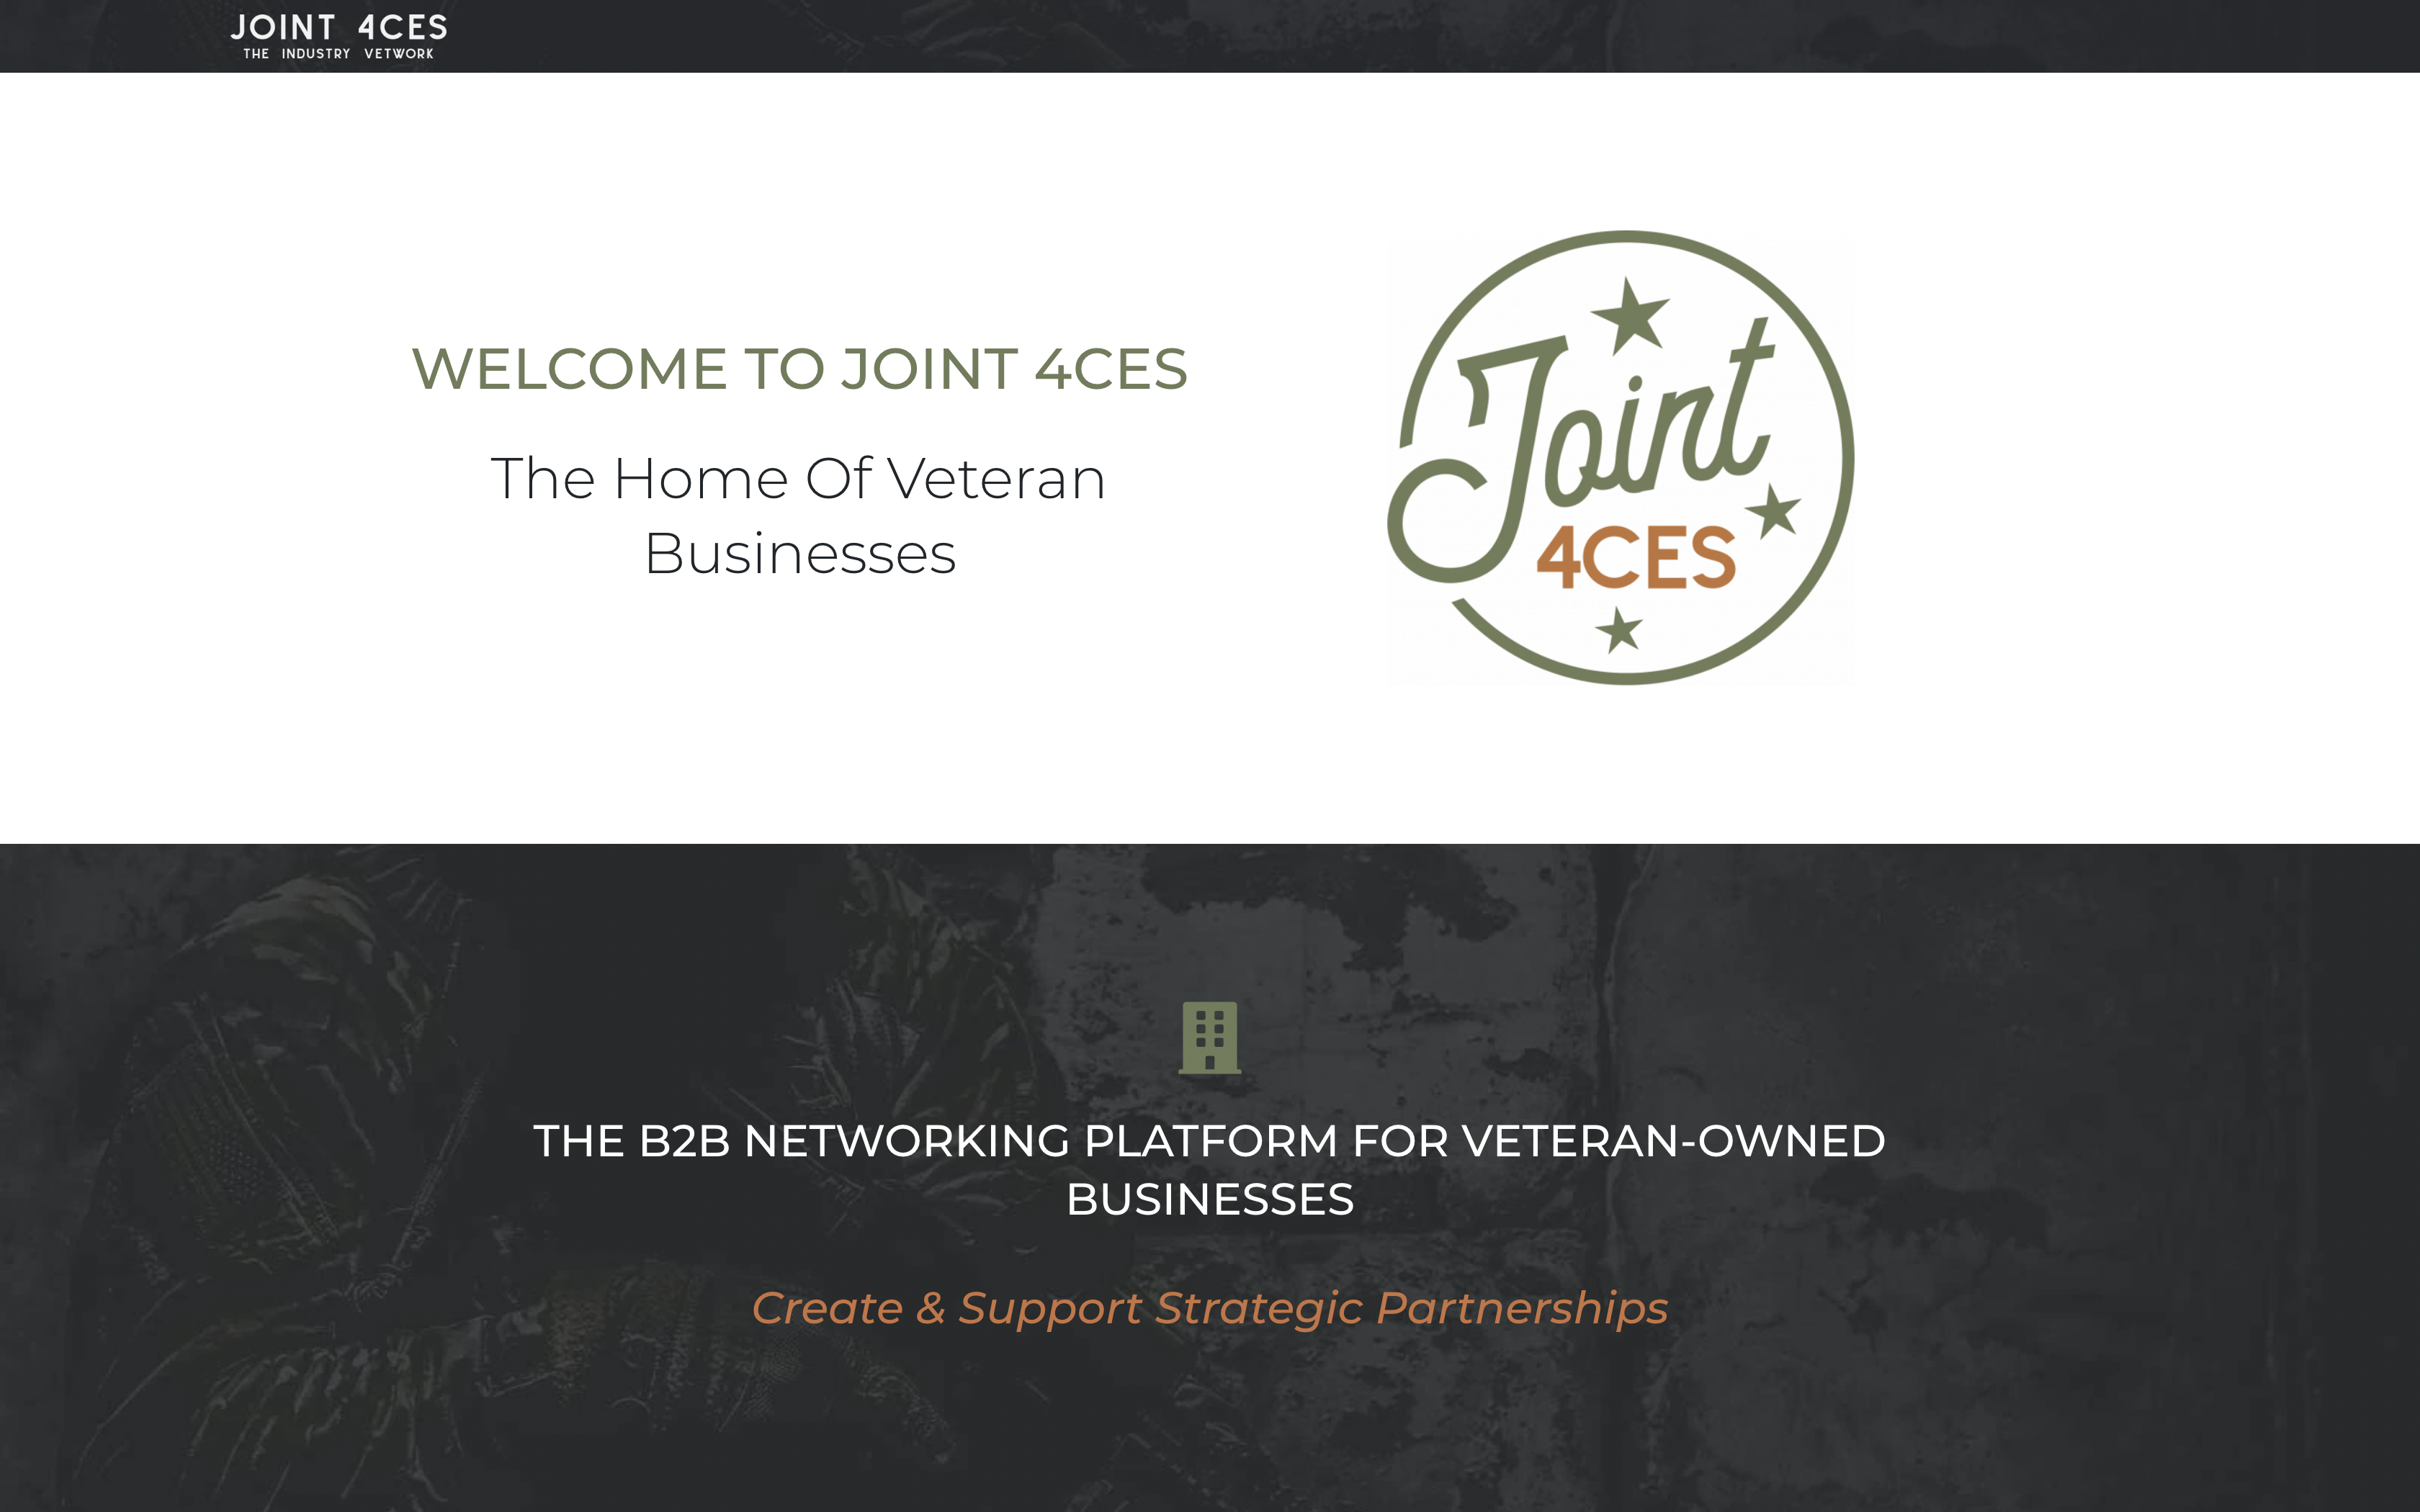 JOINT 4CES
THE INDUSTRY VETWORK
WELCOME TO JOINT 4CES
The Home Of Veteran
Businesses
Joint
4CES
THE B2B NETWORKING PLATFORM FOR VETERAN-OWNED
BUSINESSES
Create & Support Strategic Partnerships